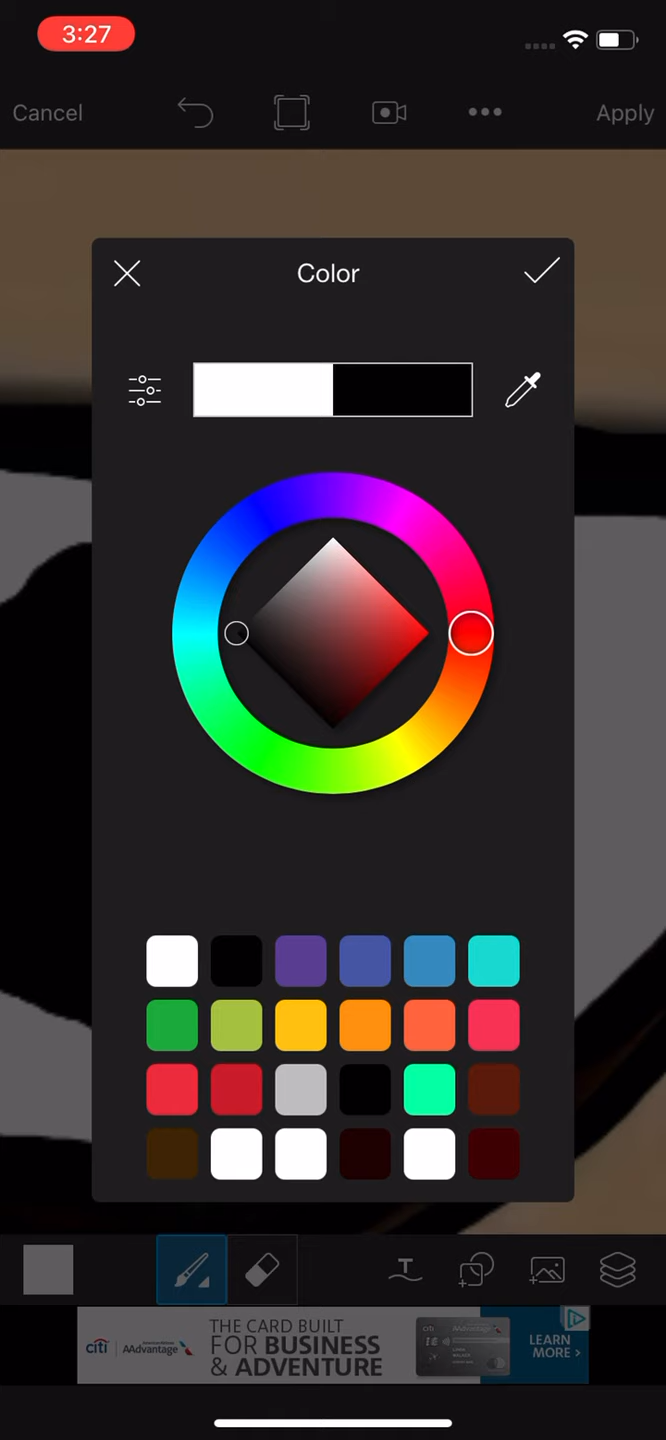 3:27
Cancel
Apply
Color
T
citi
AAdvantage
THE CARD BUILT
FOR BUSINESS
& ADVENTURE
LEARN
MORE >